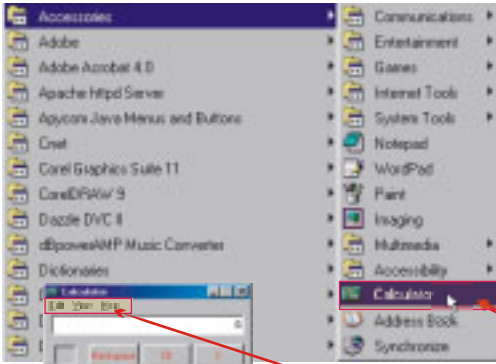 Accessories
Adobe
Adobe Acrobat 4.0
Apache httpd Server
Apycom Java Menus and Buttons
Cnet
Corel Graphics Suite 11
CorelDRAW 9
Dazzle DVC II
dBpowerAMP Music Converter
Dictionaries
Calculator
Edit View Help
Backspace CE C
Communications
Entertainment
Games
Internet Tools
System Tools
Notepad
WordPad
Paint
Imaging
Multimedia
Accessibility
Calculator
Address Book
Synchronize